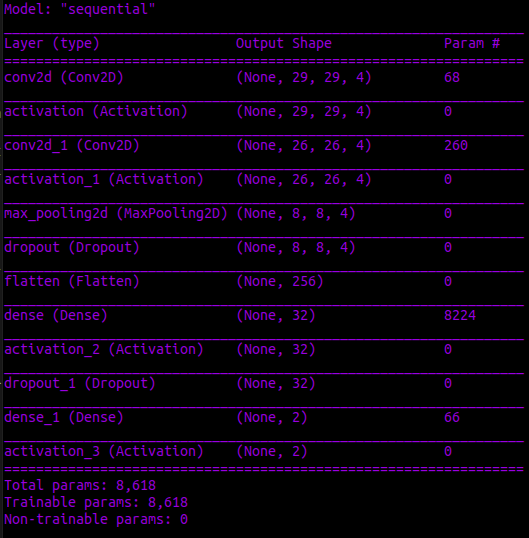 Model: "sequential"
Layer (type) Output Shape Param #
conv2d (Conv2D) (None, 29, 29, 4) 68
activation (Activation) (None, 29, 29, 4) 0
conv2d_1 (Conv2D) (None, 26, 26, 4) 260
activation_1 (Activation) (None, 26, 26, 4) 0
max_pooling2d (MaxPooling2D) (None, 8, 8, 4) 0
dropout (Dropout) (None, 8, 8, 4) 0
flatten (Flatten) (None, 256) 0
dense (Dense) (None, 32) 8224
activation_2 (Activation) (None, 32) 0
dropout_1 (Dropout) (None, 32) 0
dense_1 (Dense) (None, 2) 66
activation_3 (Activation) (None, 2) 0
Total params: 8,618
Trainable params: 8,618
Non-trainable params: 0